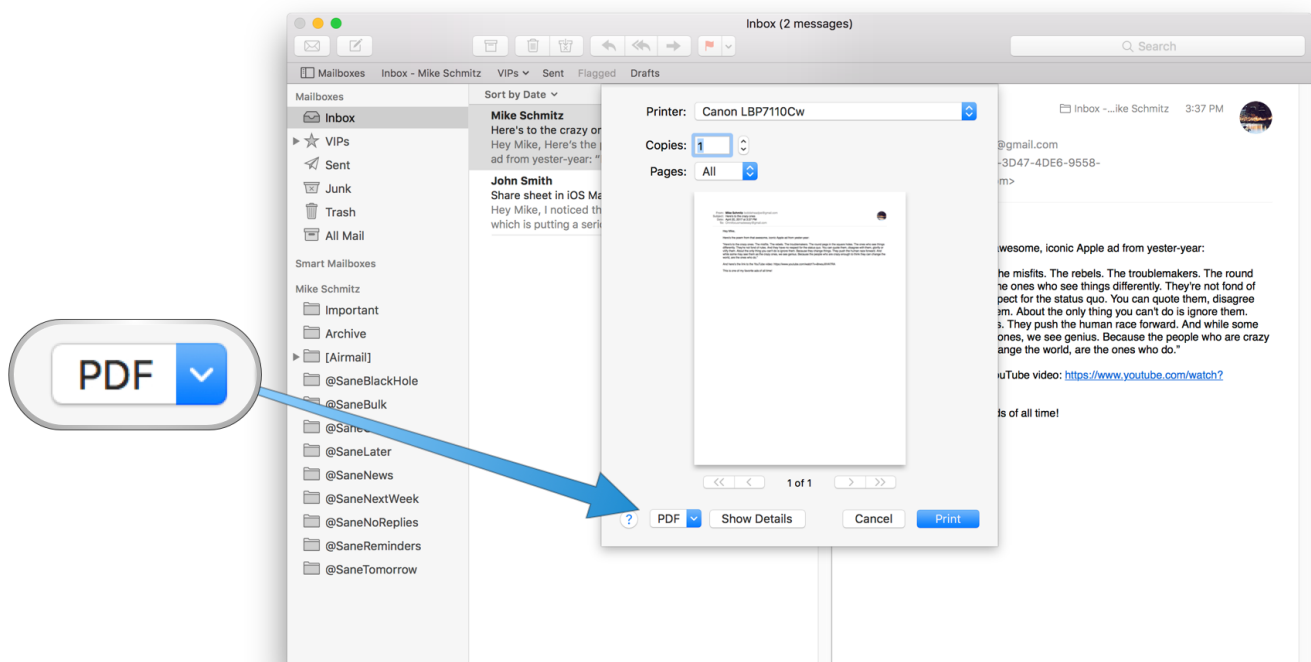 Inbox (2 messages)
Search
Mailboxes Inbox - Mike Schmitz VIPs Sent Flagged Drafts
Mailboxes
Inbox
VIPs
Sent
Junk
Trash
All Mail
Smart Mailboxes
Mike Schmitz
Important
Archive
[Airmail]
@SaneBlackHole
@SaneBulk
@SaneLater
@SaneNews
@SaneNextWeek
@SaneNoReplies
@SaneReminders
@SaneTomorrow
Sort by Date
Mike Schmitz
Here's to the crazy or
Hey Mike, Here's the
ad from yester-year: "
John Smith
Share sheet in iOS Ma
Hey Mike, I noticed th
which is putting a seri
Printer: Canon LBP7110Cw
Copies: 1
Pages: All
1 of 1
? PDF Show Details Cancel Print
PDF
Inbox -...ike Schmitz 3:37 PM
@gmail.com
-3D47-4DE6-9558-
m>
wesome, iconic Apple ad from yester-year:
he misfits. The rebels. The troublemakers. The round
he ones who see things differently. They're not fond of
pect for the status quo. You can quote them, disagree
em. About the only thing you can't do is ignore them.
s. They push the human race forward. And while some
ones, we see genius. Because the people who are crazy
ange the world, are the ones who do."
uTube video: https://www.youtube.com/watch?
ds of all time!